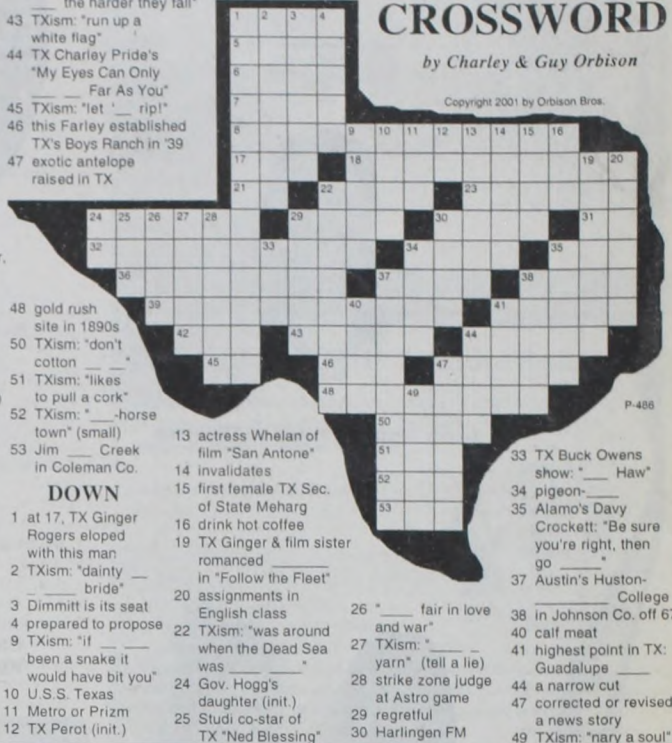 the harder they fall"
43 TXism: "run up a
white flag"
44 TX Charley Pride's
"My Eyes Can Only
___ ___ Far As You"
45 TXism: "let '__ rip!"
46 this Farley established
TX's Boys Ranch in '39
47 exotic antelope
raised in TX
CROSSWORD
by Charley & Guy Orbison
Copyright 2001 by Orbison Bros.
1 2 3 4
5
6
7
8 9 10 11 12 13 14 15 16
17 18 19 20
21 22 23
24 25 26 27 28 29 30 31
32 33 34 35
36 37 38
39 40 41
42 43 44
45 46 47
48 49
50
51
52
53
P-486
48 gold rush
site in 1890s
50 TXism: "don't
cotton __ __"
51 TXism: "likes
to pull a cork"
52 TXism: "___-horse
town" (small)
53 Jim ___ Creek
in Coleman Co.
DOWN
1 at 17, TX Ginger
Rogers eloped
with this man
2 TXism: "dainty __
_ ____ bride"
3 Dimmitt is its seat
4 prepared to propose
9 TXism: "if __ ___
been a snake it
would have bit you"
10 U.S.S. Texas
11 Metro or Prizm
12 TX Perot (init.)
13 actress Whelan of
film "San Antone"
14 invalidates
15 first female TX Sec.
of State Meharg
16 drink hot coffee
19 TX Ginger & film sister
romanced ______
in "Follow the Fleet"
20 assignments in
English class
22 TXism: "was around
when the Dead Sea
was ____ ____"
24 Gov. Hogg's
daughter (init.)
25 Studi co-star of
TX "Ned Blessing"
26 "____ fair in love
and war"
27 TXism: "____ _
yarn" (tell a lie)
28 strike zone judge
at Astro game
29 regretful
30 Harlingen FM
33 TX Buck Owens
show: "___ Haw"
34 pigeon-____
35 Alamo's Davy
Crockett: "Be sure
you're right, then
go _____"
37 Austin's Huston-
________ College
38 in Johnson Co. off 67
40 calf meat
41 highest point in TX:
Guadalupe ____
44 a narrow cut
47 corrected or revised
a news story
49 TXism: "nary a soul"